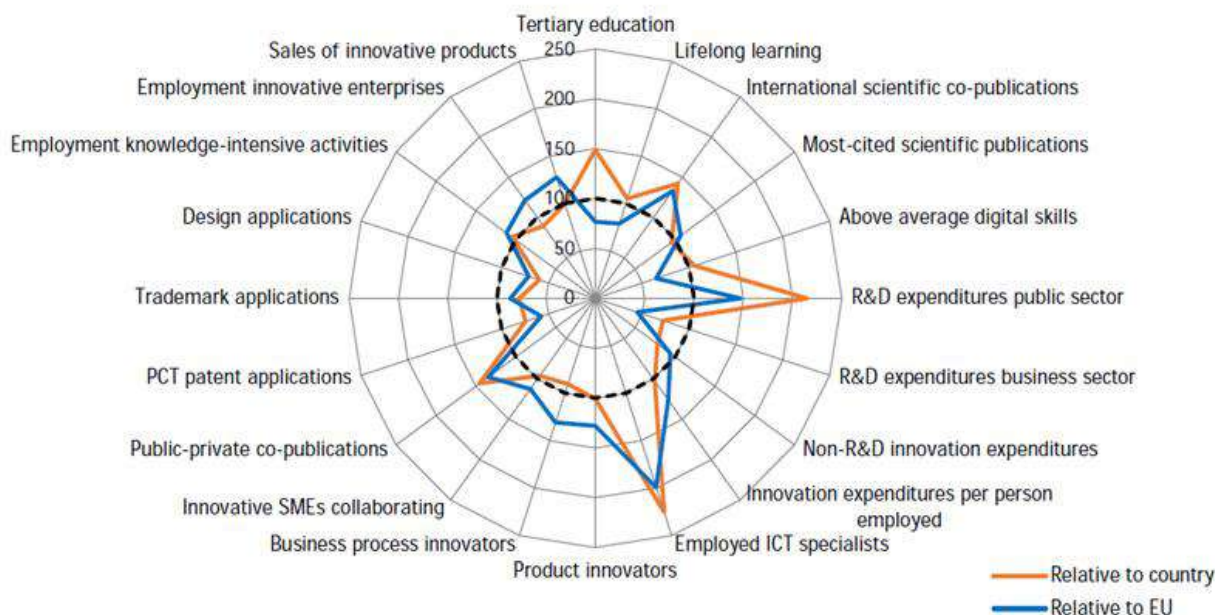 Tertiary education
Sales of innovative products
250
Lifelong learning
Employment innovative enterprises
200
International scientific co-publications
Employment knowledge-intensive activities
150
Most-cited scientific publications
Design applications
100
Above average digital skills
50
Trademark applications
0
R&D expenditures public sector
PCT patent applications
R&D expenditures business sector
Public-private co-publications
Non-R&D innovation expenditures
Innovative SMEs collaborating
Innovation expenditures per person
employed
Business process innovators
Employed ICT specialists
Product innovators
Relative to country
Relative to EU